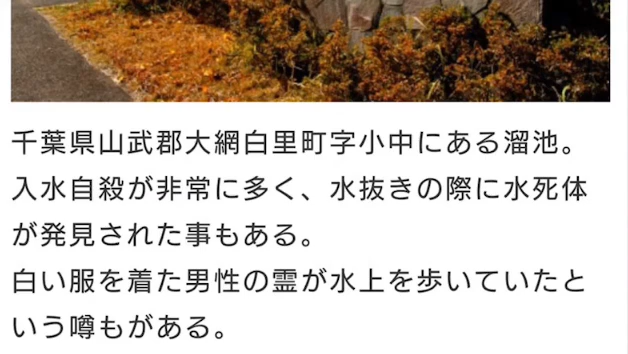 千葉県山武郡大網白里町字小中にある溜池。
入水自殺が非常に多く、水抜きの際に水死体
が発見された事もある。
白い服を着た男性の霊が水上を歩いていたと
いう噂もがある。